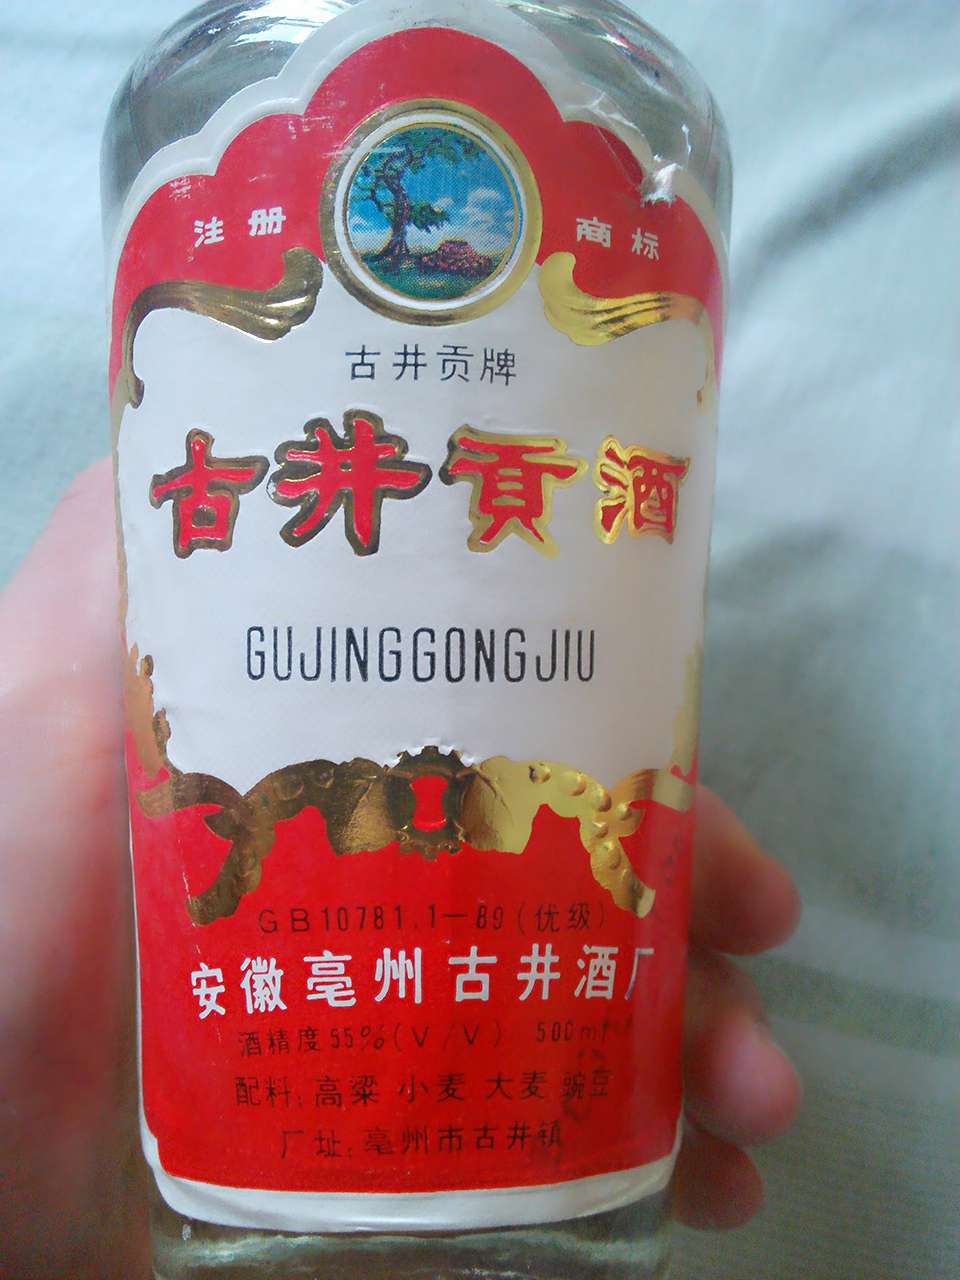 注册 商标
古井贡牌
古井貢酒
GUJINGGONGJIU
GB10781.1—89(优级)
安徽亳州古井酒厂
酒精度55%(V/V) 500ml
配料:高粱 小麦 大麦 豌豆
厂址:亳州市古井镇